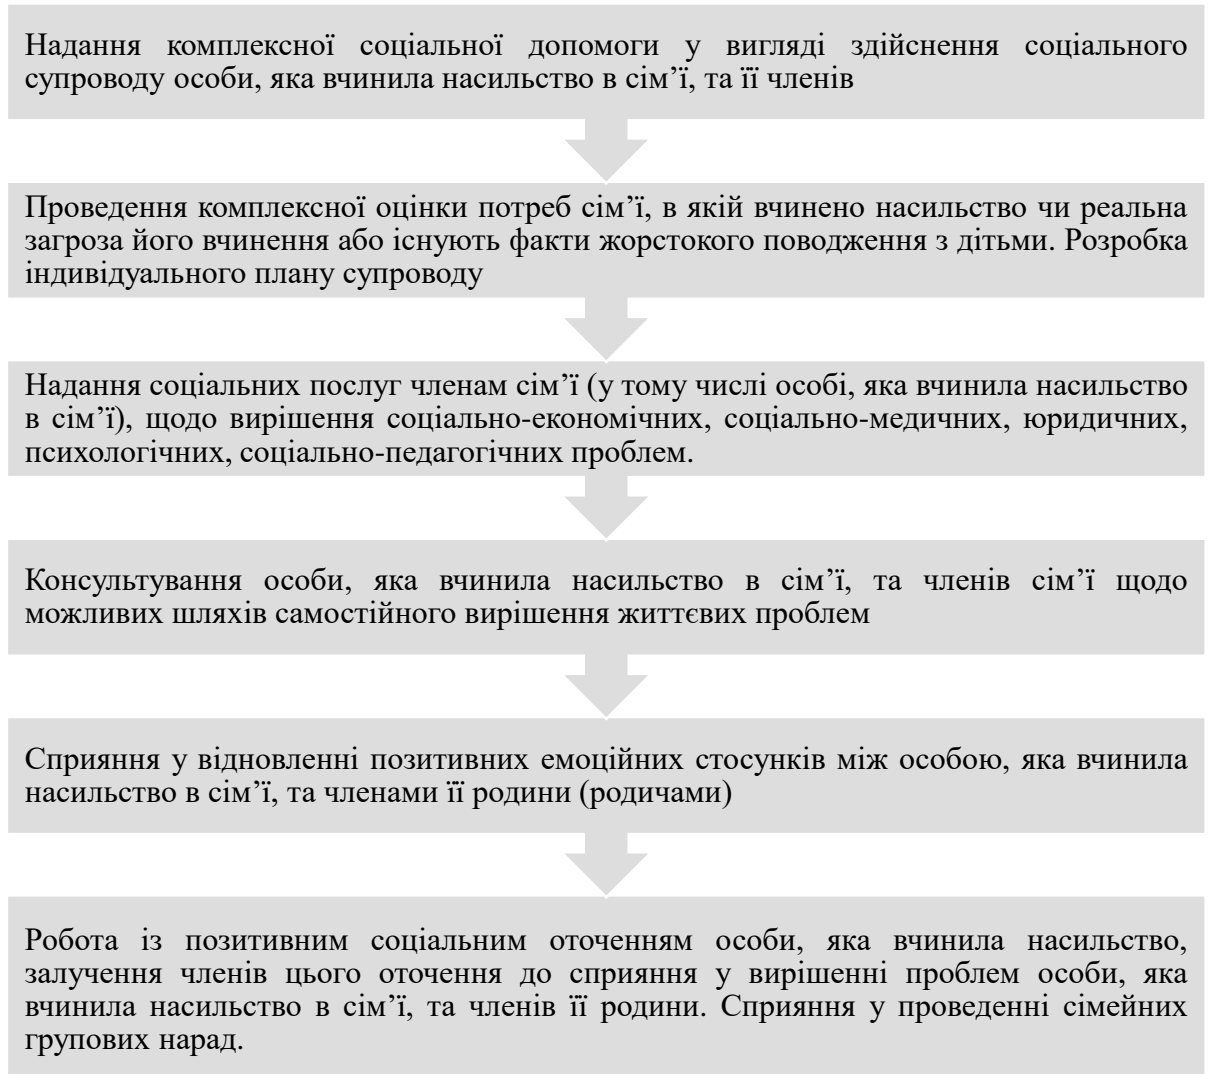 Надання комплексної соціальної допомоги у вигляді здійснення соціального
супроводу особи, яка вчинила насильство в сім’ї, та її членів
Проведення комплексної оцінки потреб сім’ї, в якій вчинено насильство чи реальна
загроза його вчинення або існують факти жорстокого поводження з дітьми. Розробка
індивідуального плану супроводу
Надання соціальних послуг членам сім’ї (у тому числі особі, яка вчинила насильство
в сім’ї), щодо вирішення соціально-економічних, соціально-медичних, юридичних,
психологічних, соціально-педагогічних проблем.
Консультування особи, яка вчинила насильство в сім’ї, та членів сім’ї щодо
можливих шляхів самостійного вирішення життєвих проблем
Сприяння у відновленні позитивних емоційних стосунків між особою, яка вчинила
насильство в сім’ї, та членами її родини (родичами)
Робота із позитивним соціальним оточенням особи, яка вчинила насильство,
залучення членів цього оточення до сприяння у вирішенні проблем особи, яка
вчинила насильство в сім’ї, та членів її родини. Сприяння у проведенні сімейних
групових нарад.